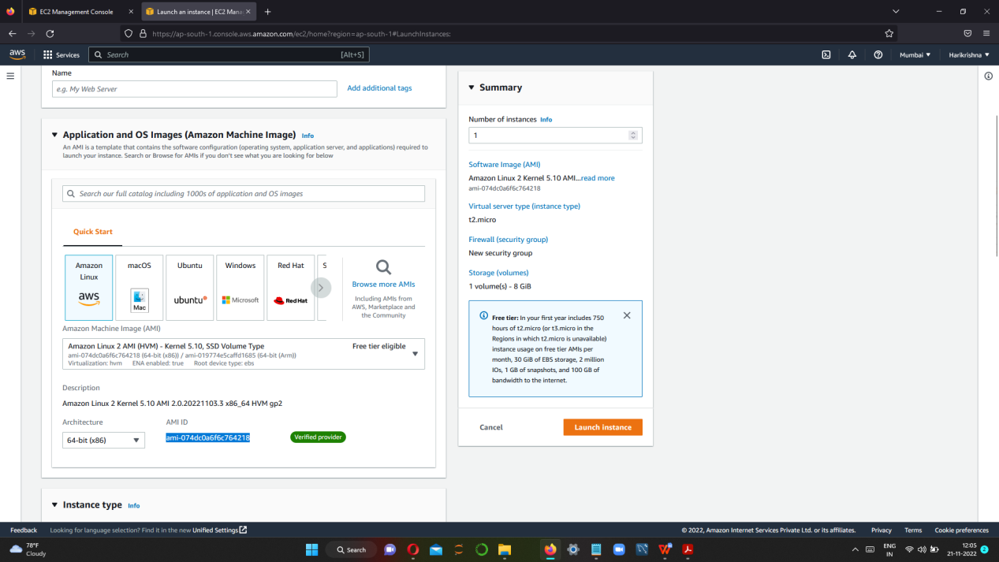 EC2 Management Console
Launch an instance | EC2 Mana
https://ap-south-1.console.aws.amazon.com/ec2/home?region=ap-south-1#LaunchInstances:
aws
Services
Search
[Alt+S]
Mumbai
Harikrishna
Name
e.g. My Web Server
Add additional tags
Application and OS Images (Amazon Machine Image) Info
An AMI is a template that contains the software configuration (operating system, application server, and applications) required to
launch your instance. Search or Browse for AMIs if you don't see what you are looking for below
Search our full catalog including 1000s of application and OS images
Quick Start
Amazon
Linux
aws
macOS
Mac
Ubuntu
ubuntu
Windows
Microsoft
Red Hat
Red Hat
S
Browse more AMIs
Including AMIs from
AWS, Marketplace and
the Community
Amazon Machine Image (AMI)
Amazon Linux 2 AMI (HVM) - Kernel 5.10, SSD Volume Type
Free tier eligible
ami-074dc0a6f6c764218 (64-bit (x86)) / ami-019774e5caffd1685 (64-bit (Arm))
Virtualization: hvm ENA enabled: true Root device type: ebs
Description
Amazon Linux 2 Kernel 5.10 AMI 2.0.20221103.3 x86_64 HVM gp2
Architecture
AMI ID
64-bit (x86)
ami-074dc0a6f6c764218
Verified provider
Instance type Info
Summary
Number of instances Info
1
Software Image (AMI)
Amazon Linux 2 Kernel 5.10 AMI...read more
ami-074dc0a6f6c764218
Virtual server type (instance type)
t2.micro
Firewall (security group)
New security group
Storage (volumes)
1 volume(s) - 8 GiB
Free tier: In your first year includes 750
hours of t2.micro (or t3.micro in the
Regions in which t2.micro is unavailable)
instance usage on free tier AMIs per
month, 30 GiB of EBS storage, 2 million
IOs, 1 GB of snapshots, and 100 GB of
bandwidth to the internet.
Cancel
Launch instance
Feedback
Looking for language selection? Find it in the new Unified Settings
© 2022, Amazon Internet Services Private Ltd. or its affiliates.
Privacy
Terms
Cookie preferences
78°F
Cloudy
Search
ENG
IN
12:05
21-11-2022
2